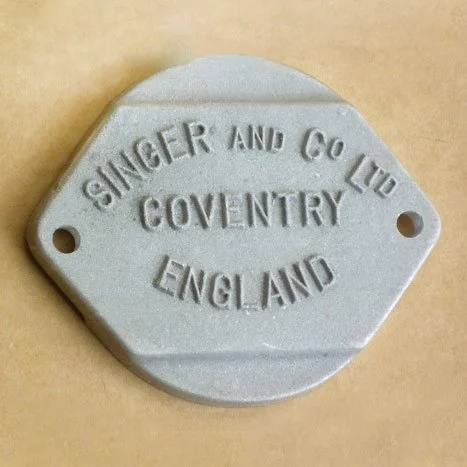 SINGER AND CO LTD
COVENTRY
ENGLAND